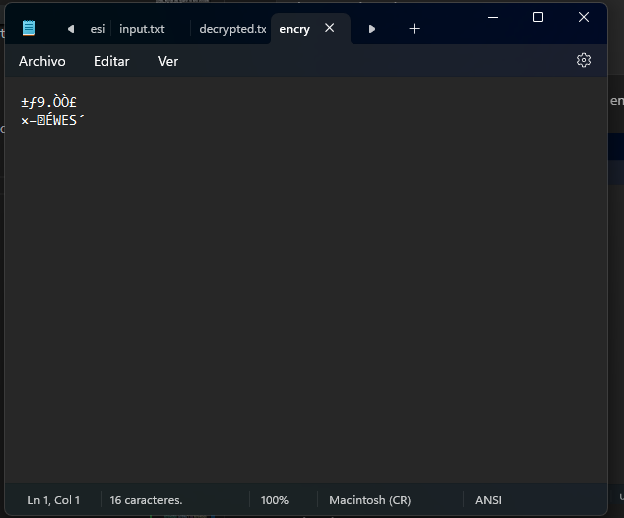 esi
input.txt
decrypted.tx
encry
Archivo
Editar
Ver
±ƒ9.ÒÒ£
×–ÉWES´
Ln 1, Col 1
16 caracteres.
100%
Macintosh (CR)
ANSI
en